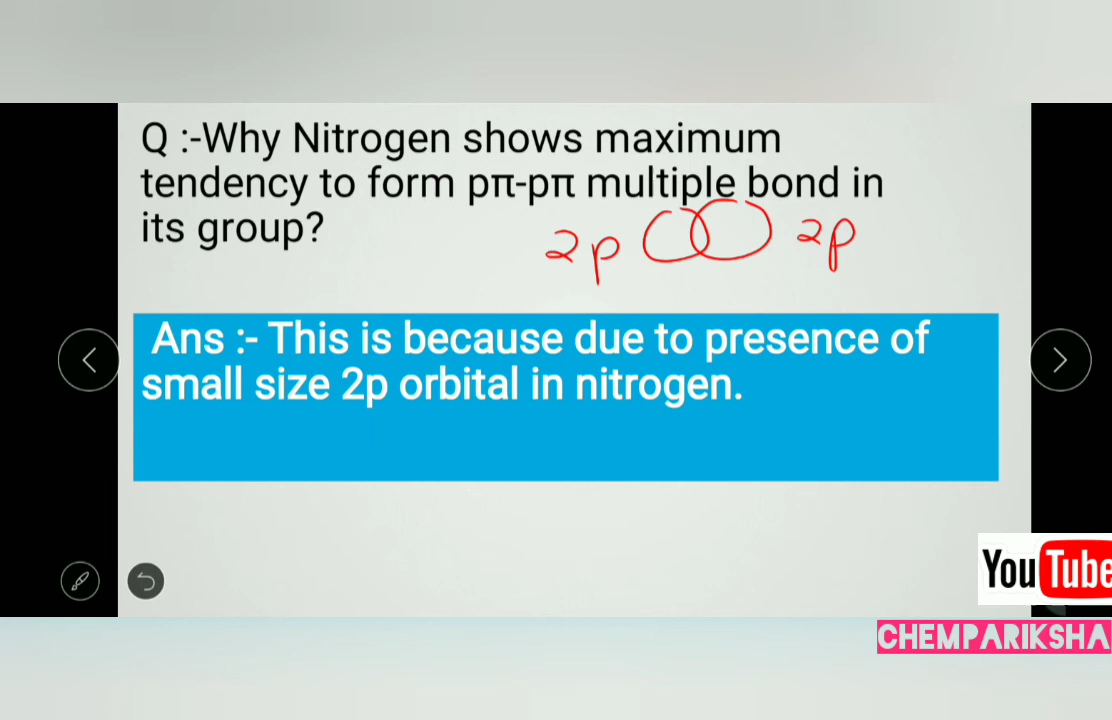 Q :-Why Nitrogen shows maximum
tendency to form pπ-pπ multiple bond in
its group?
2p 2p
Ans :- This is because due to presence of
small size 2p orbital in nitrogen.
YouTube
CHEMPARIKSHA